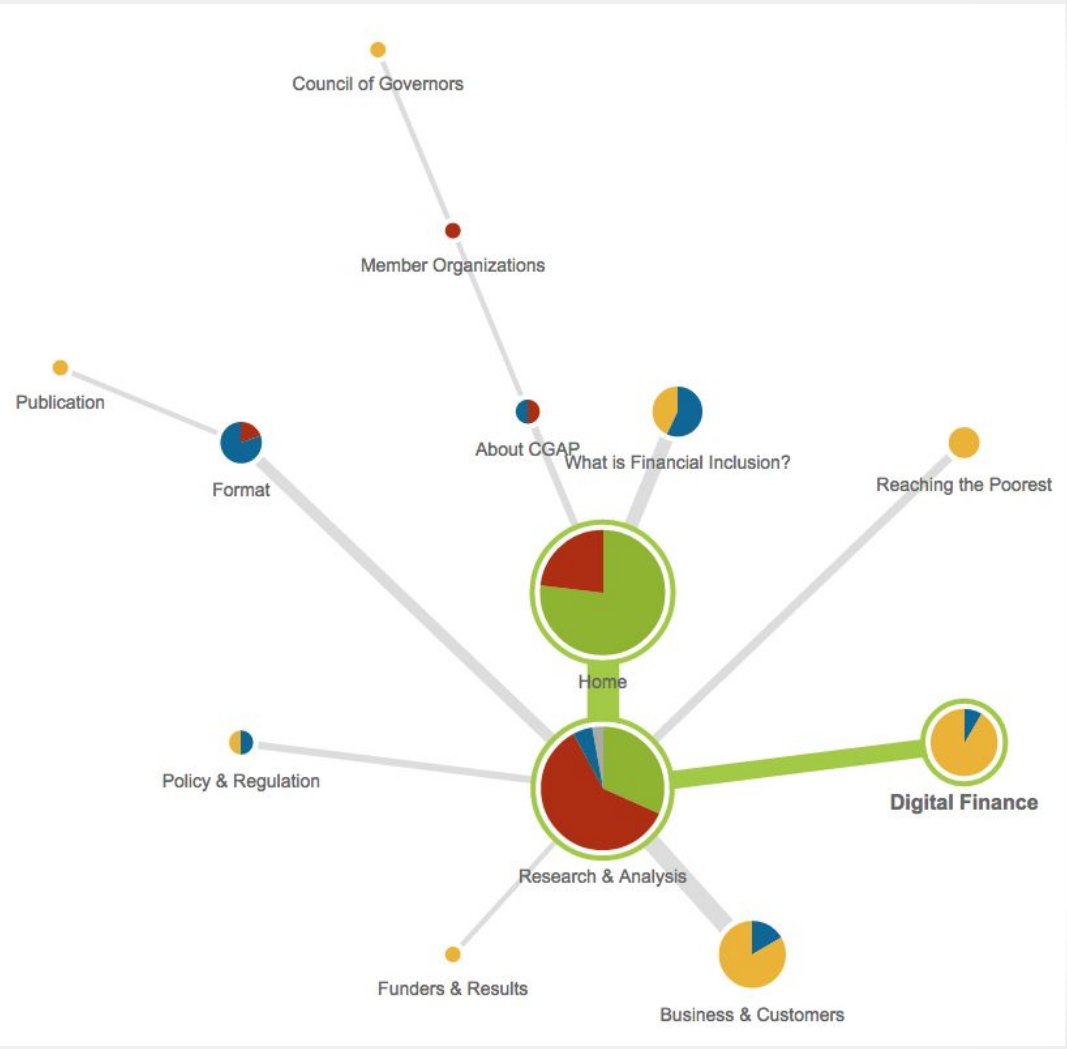 Council of Governors
Member Organizations
Publication
About CGAP
What is Financial Inclusion?
Format
Reaching the Poorest
Home
Policy & Regulation
Digital Finance
Research & Analysis
Funders & Results
Business & Customers